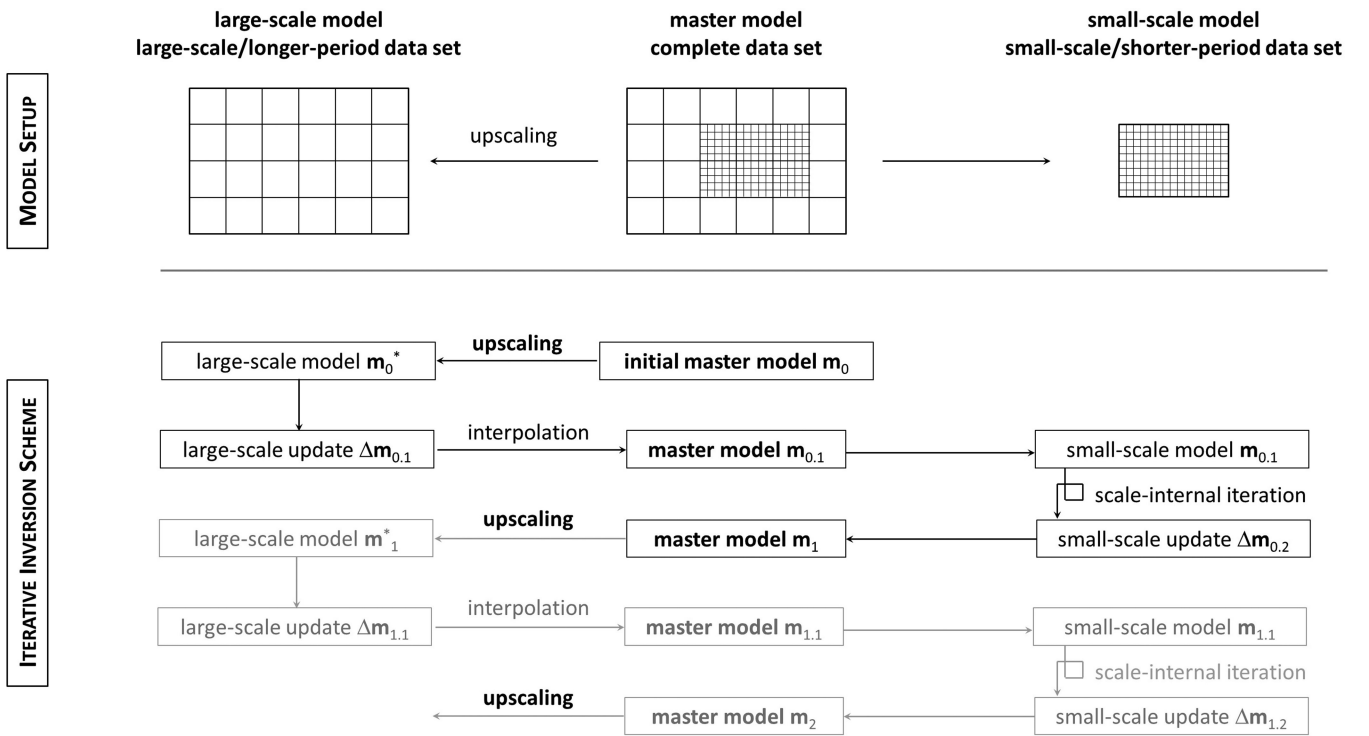 large-scale model
large-scale/longer-period data set
master model
complete data set
small-scale model
small-scale/shorter-period data set
MODEL SETUP
upscaling
ITERATIVE INVERSION SCHEME
large-scale model m₀*
upscaling
initial master model m₀
large-scale update Δm₀.₁
interpolation
master model m₀.₁
small-scale model m₀.₁
scale-internal iteration
large-scale model m*₁
upscaling
master model m₁
small-scale update Δm₀.₂
large-scale update Δm₁.₁
interpolation
master model m₁.₁
small-scale model m₁.₁
scale-internal iteration
upscaling
master model m₂
small-scale update Δm₁.₂